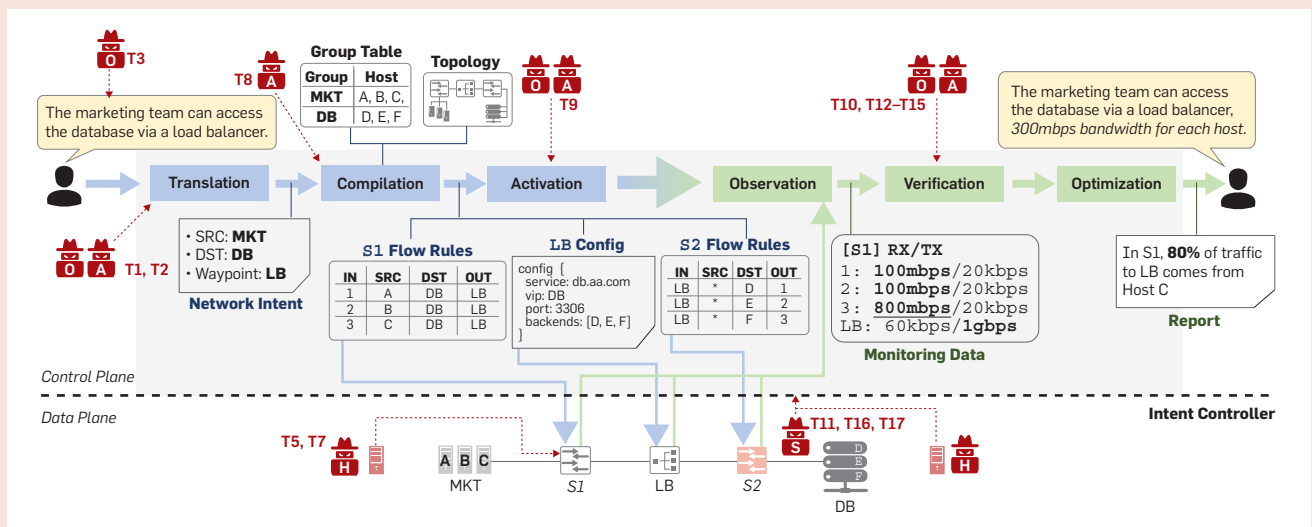 O T3
The marketing team can access
the database via a load balancer.
T8 A
Group Table
Group Host
MKT A, B, C,
DB D, E, F
Topology
O A
T9
O A
T10, T12–T15
The marketing team can access
the database via a load balancer,
300mbps bandwidth for each host.
Translation
Compilation
Activation
Observation
Verification
Optimization
O A T1, T2
• SRC: MKT
• DST: DB
• Waypoint: LB
Network Intent
S1 Flow Rules
IN SRC DST OUT
1 A DB LB
2 B DB LB
3 C DB LB
LB Config
config {
service: db.aa.com
vip: DB
port: 3306
backends: [D, E, F]
}
S2 Flow Rules
IN SRC DST OUT
LB * D 1
LB * E 2
LB * F 3
[S1] RX/TX
1: 100mbps/20kbps
2: 100mbps/20kbps
3: 800mbps/20kbps
LB: 60kbps/1gbps
Monitoring Data
In S1, 80% of traffic
to LB comes from
Host C
Report
Control Plane
Data Plane
Intent Controller
T5, T7
H
A B C
MKT
S1
LB
S2
T11, T16, T17
S
D
E
F
DB
H